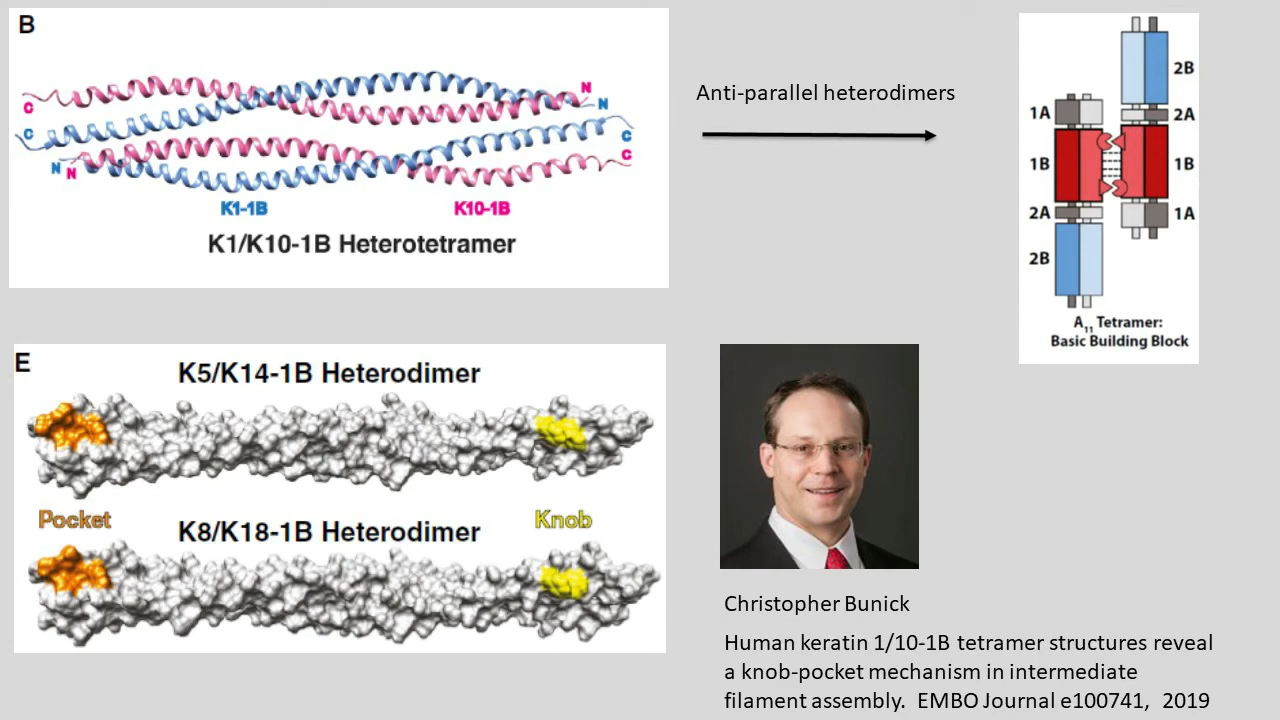 B
C
C
N
N
N
N
C
C
K1-1B
K10-1B
K1/K10-1B Heterotetramer
Anti-parallel heterodimers
2B
1A
2A
1B
1B
2A
1A
2B
A11 Tetramer:
Basic Building Block
E
K5/K14-1B Heterodimer
Pocket
Knob
K8/K18-1B Heterodimer
Christopher Bunick
Human keratin 1/10-1B tetramer structures reveal
a knob-pocket mechanism in intermediate
filament assembly. EMBO Journal e100741, 2019